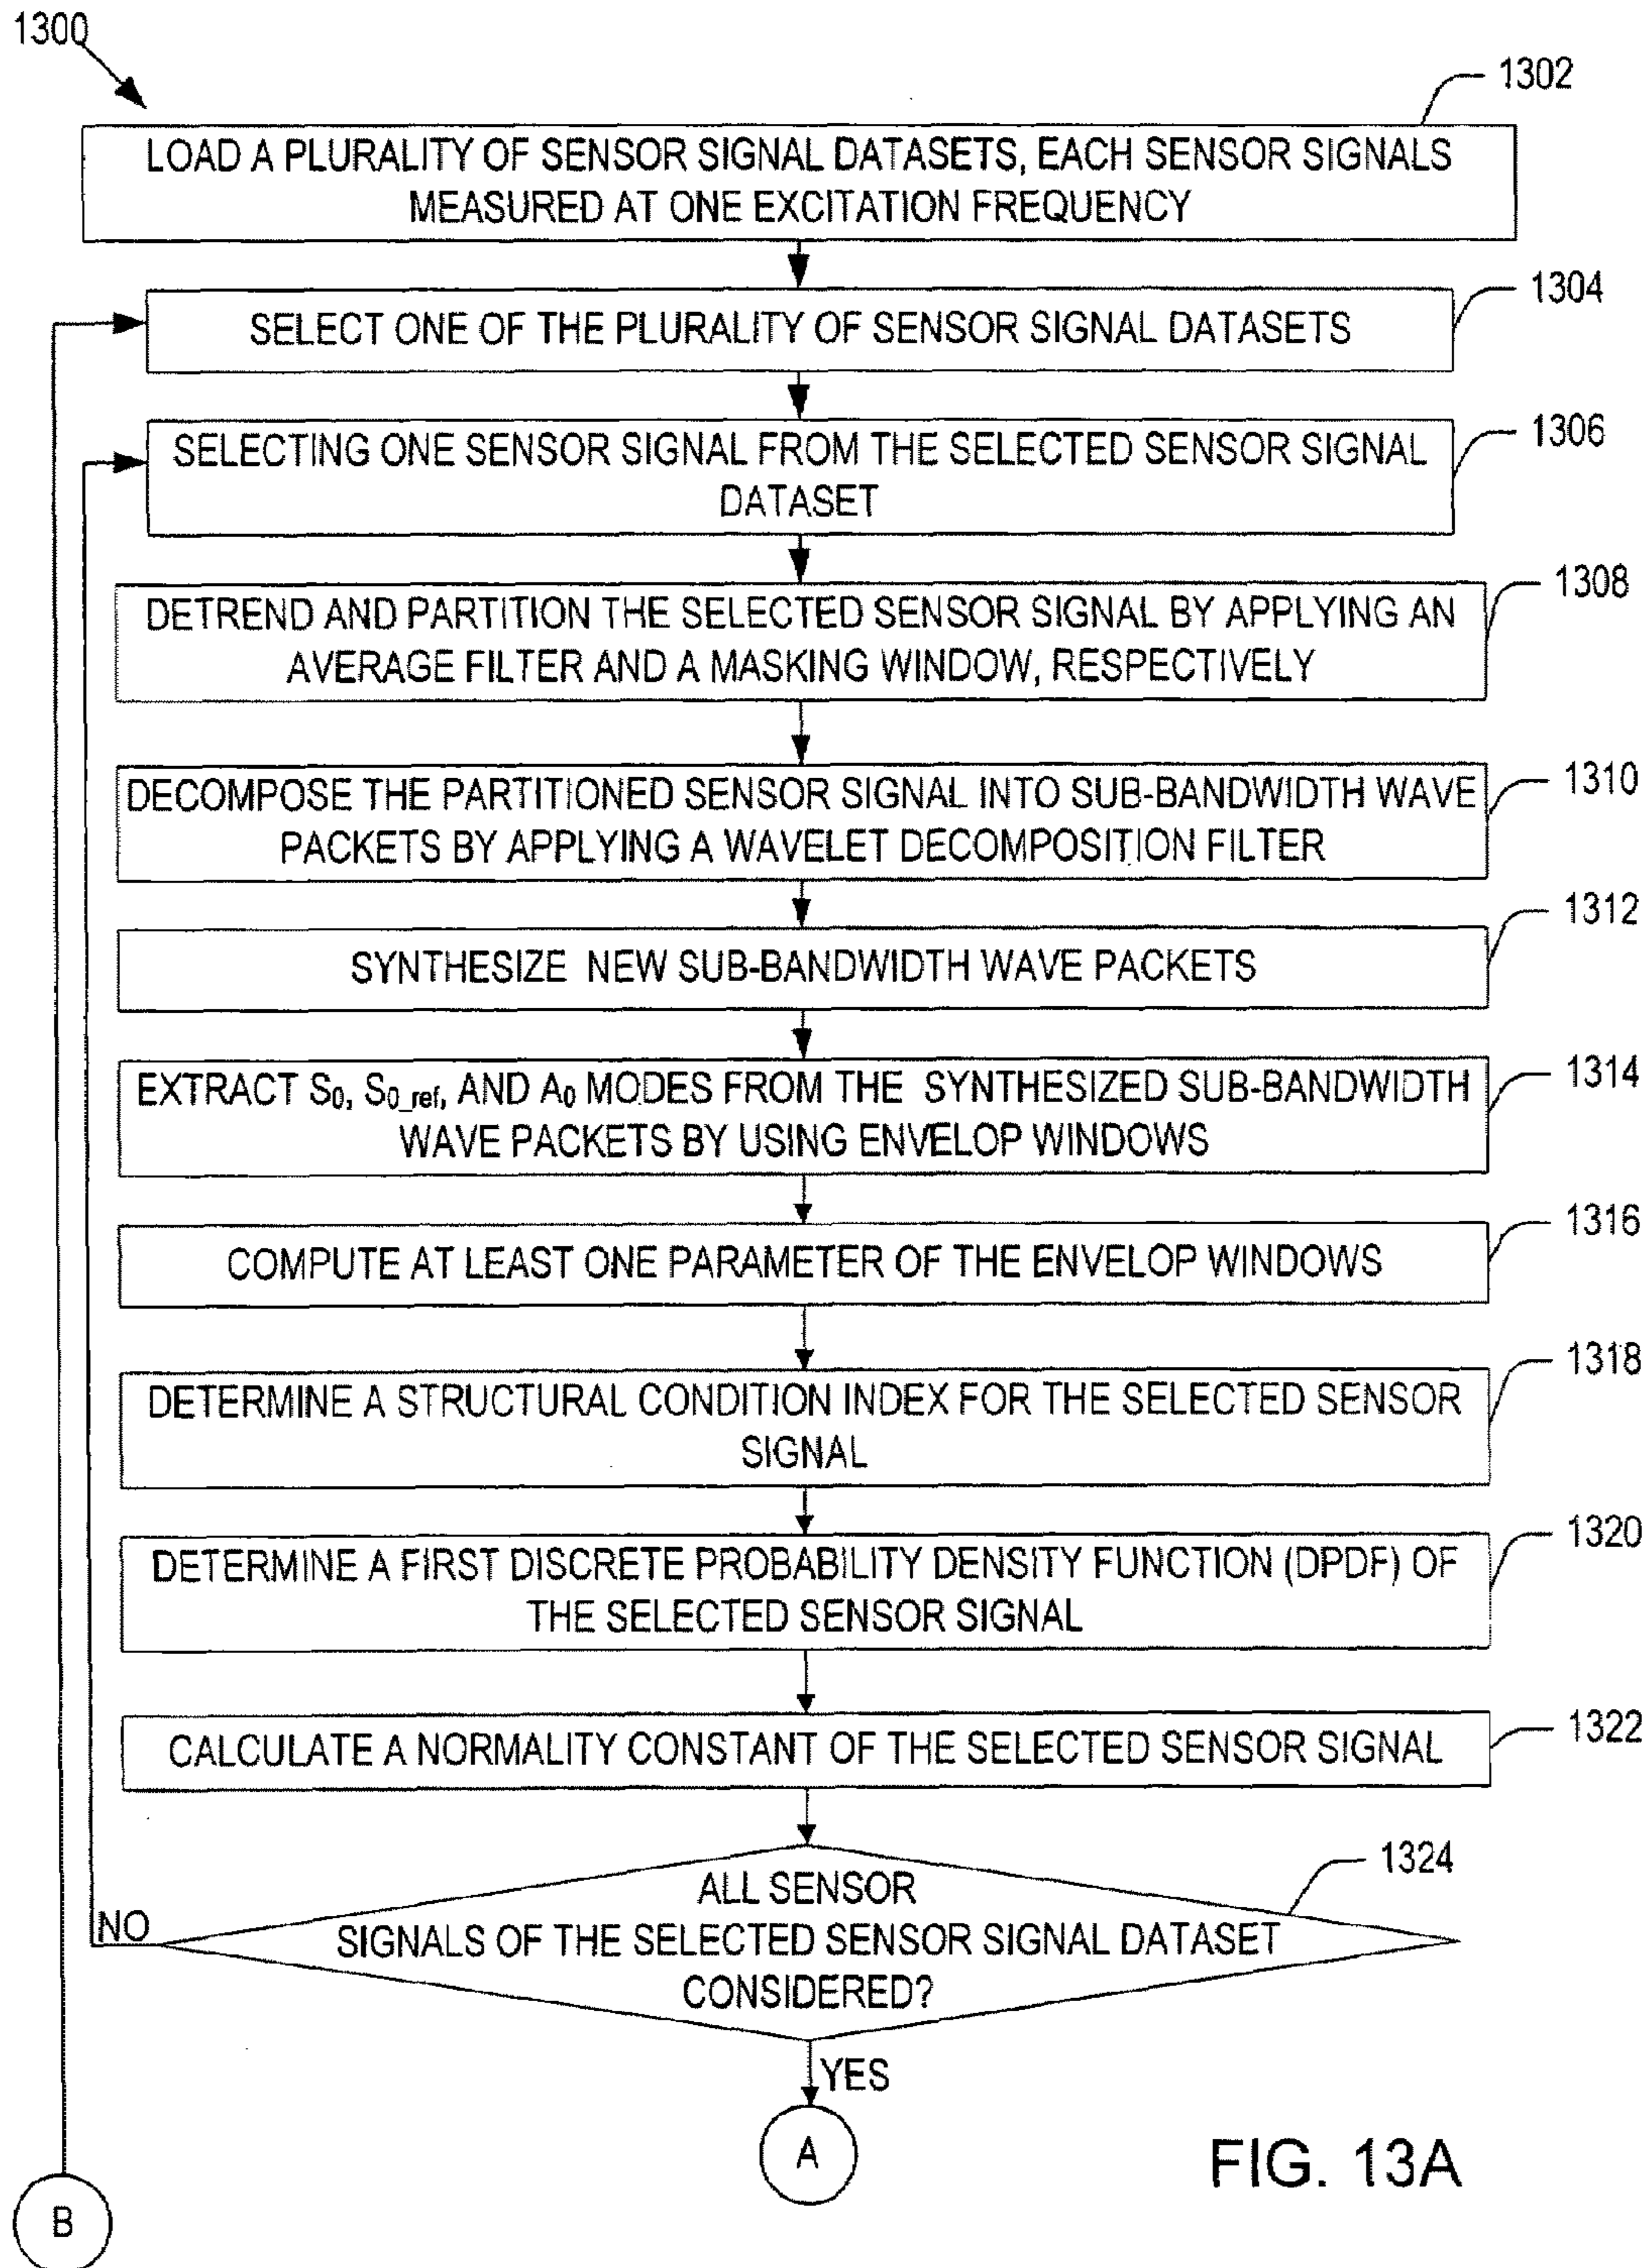 1300
1302
LOAD A PLURALITY OF SENSOR SIGNAL DATASETS, EACH SENSOR SIGNALS
MEASURED AT ONE EXCITATION FREQUENCY
1304
SELECT ONE OF THE PLURALITY OF SENSOR SIGNAL DATASETS
1306
SELECTING ONE SENSOR SIGNAL FROM THE SELECTED SENSOR SIGNAL
DATASET
1308
DETREND AND PARTITION THE SELECTED SENSOR SIGNAL BY APPLYING AN
AVERAGE FILTER AND A MASKING WINDOW, RESPECTIVELY
1310
DECOMPOSE THE PARTITIONED SENSOR SIGNAL INTO SUB-BANDWIDTH WAVE
PACKETS BY APPLYING A WAVELET DECOMPOSITION FILTER
1312
SYNTHESIZE NEW SUB-BANDWIDTH WAVE PACKETS
1314
EXTRACT S0, S0_ref, AND A0 MODES FROM THE SYNTHESIZED SUB-BANDWIDTH
WAVE PACKETS BY USING ENVELOP WINDOWS
1316
COMPUTE AT LEAST ONE PARAMETER OF THE ENVELOP WINDOWS
1318
DETERMINE A STRUCTURAL CONDITION INDEX FOR THE SELECTED SENSOR
SIGNAL
1320
DETERMINE A FIRST DISCRETE PROBABILITY DENSITY FUNCTION (DPDF) OF
THE SELECTED SENSOR SIGNAL
1322
CALCULATE A NORMALITY CONSTANT OF THE SELECTED SENSOR SIGNAL
1324
ALL SENSOR
SIGNALS OF THE SELECTED SENSOR SIGNAL DATASET
CONSIDERED?
NO
YES
A
B
FIG. 13A